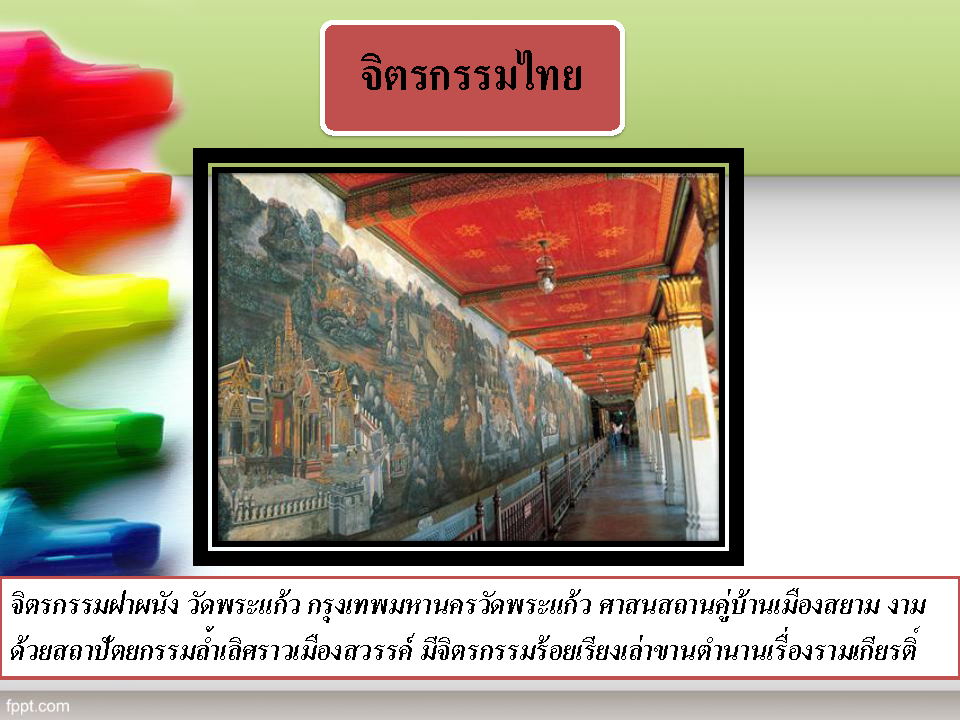 จิตรกรรมไทย
จิตรกรรมฝาผนัง วัดพระแก้ว กรุงเทพมหานครวัดพระแก้ว ศาสนสถานคู่บ้านเมืองสยาม งาม
ด้วยสถาปัตยกรรมล้ำเลิศราวเมืองสวรรค์ มีจิตรกรรมร้อยเรียงเล่าขานตำนานเรื่องรามเกียรติ์
fppt.com